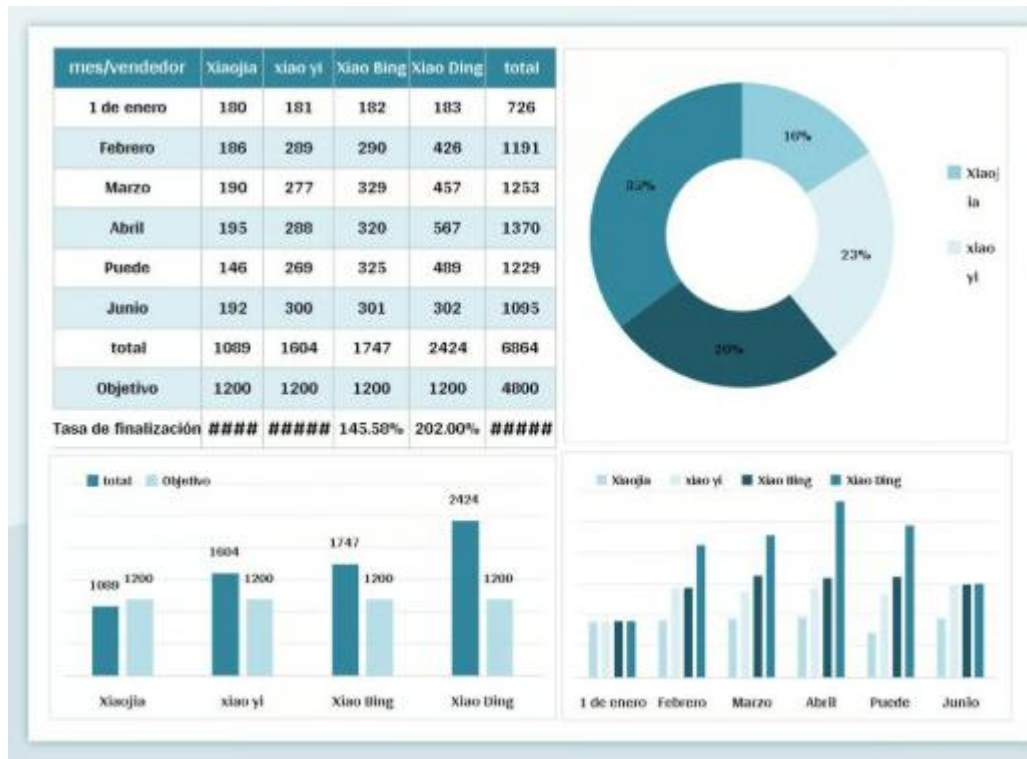 mes/vendedor Xiaojia xiao yi Xiao Bing Xiao Ding total
1 de enero 180 181 182 183 726
Febrero 186 289 290 426 1191
Marzo 190 277 329 457 1253
Abril 195 288 320 567 1370
Puede 146 269 325 489 1229
Junio 192 300 301 302 1095
total 1089 1604 1747 2424 6864
Objetivo 1200 1200 1200 1200 4800
Tasa de finalización #### ##### 145.58% 202.00% #####
16%
35%
23%
Xiaoj
ia
xiao
yi
total Objetivo
2424
1747
1604
1089 1200 1200 1200 1200
Xiaojia xiao yi Xiao Bing Xiao Ding
Xiaojia xiao yi Xiao Bing Xiao Ding
1 de enero Febrero Marzo Abril Puede Junio